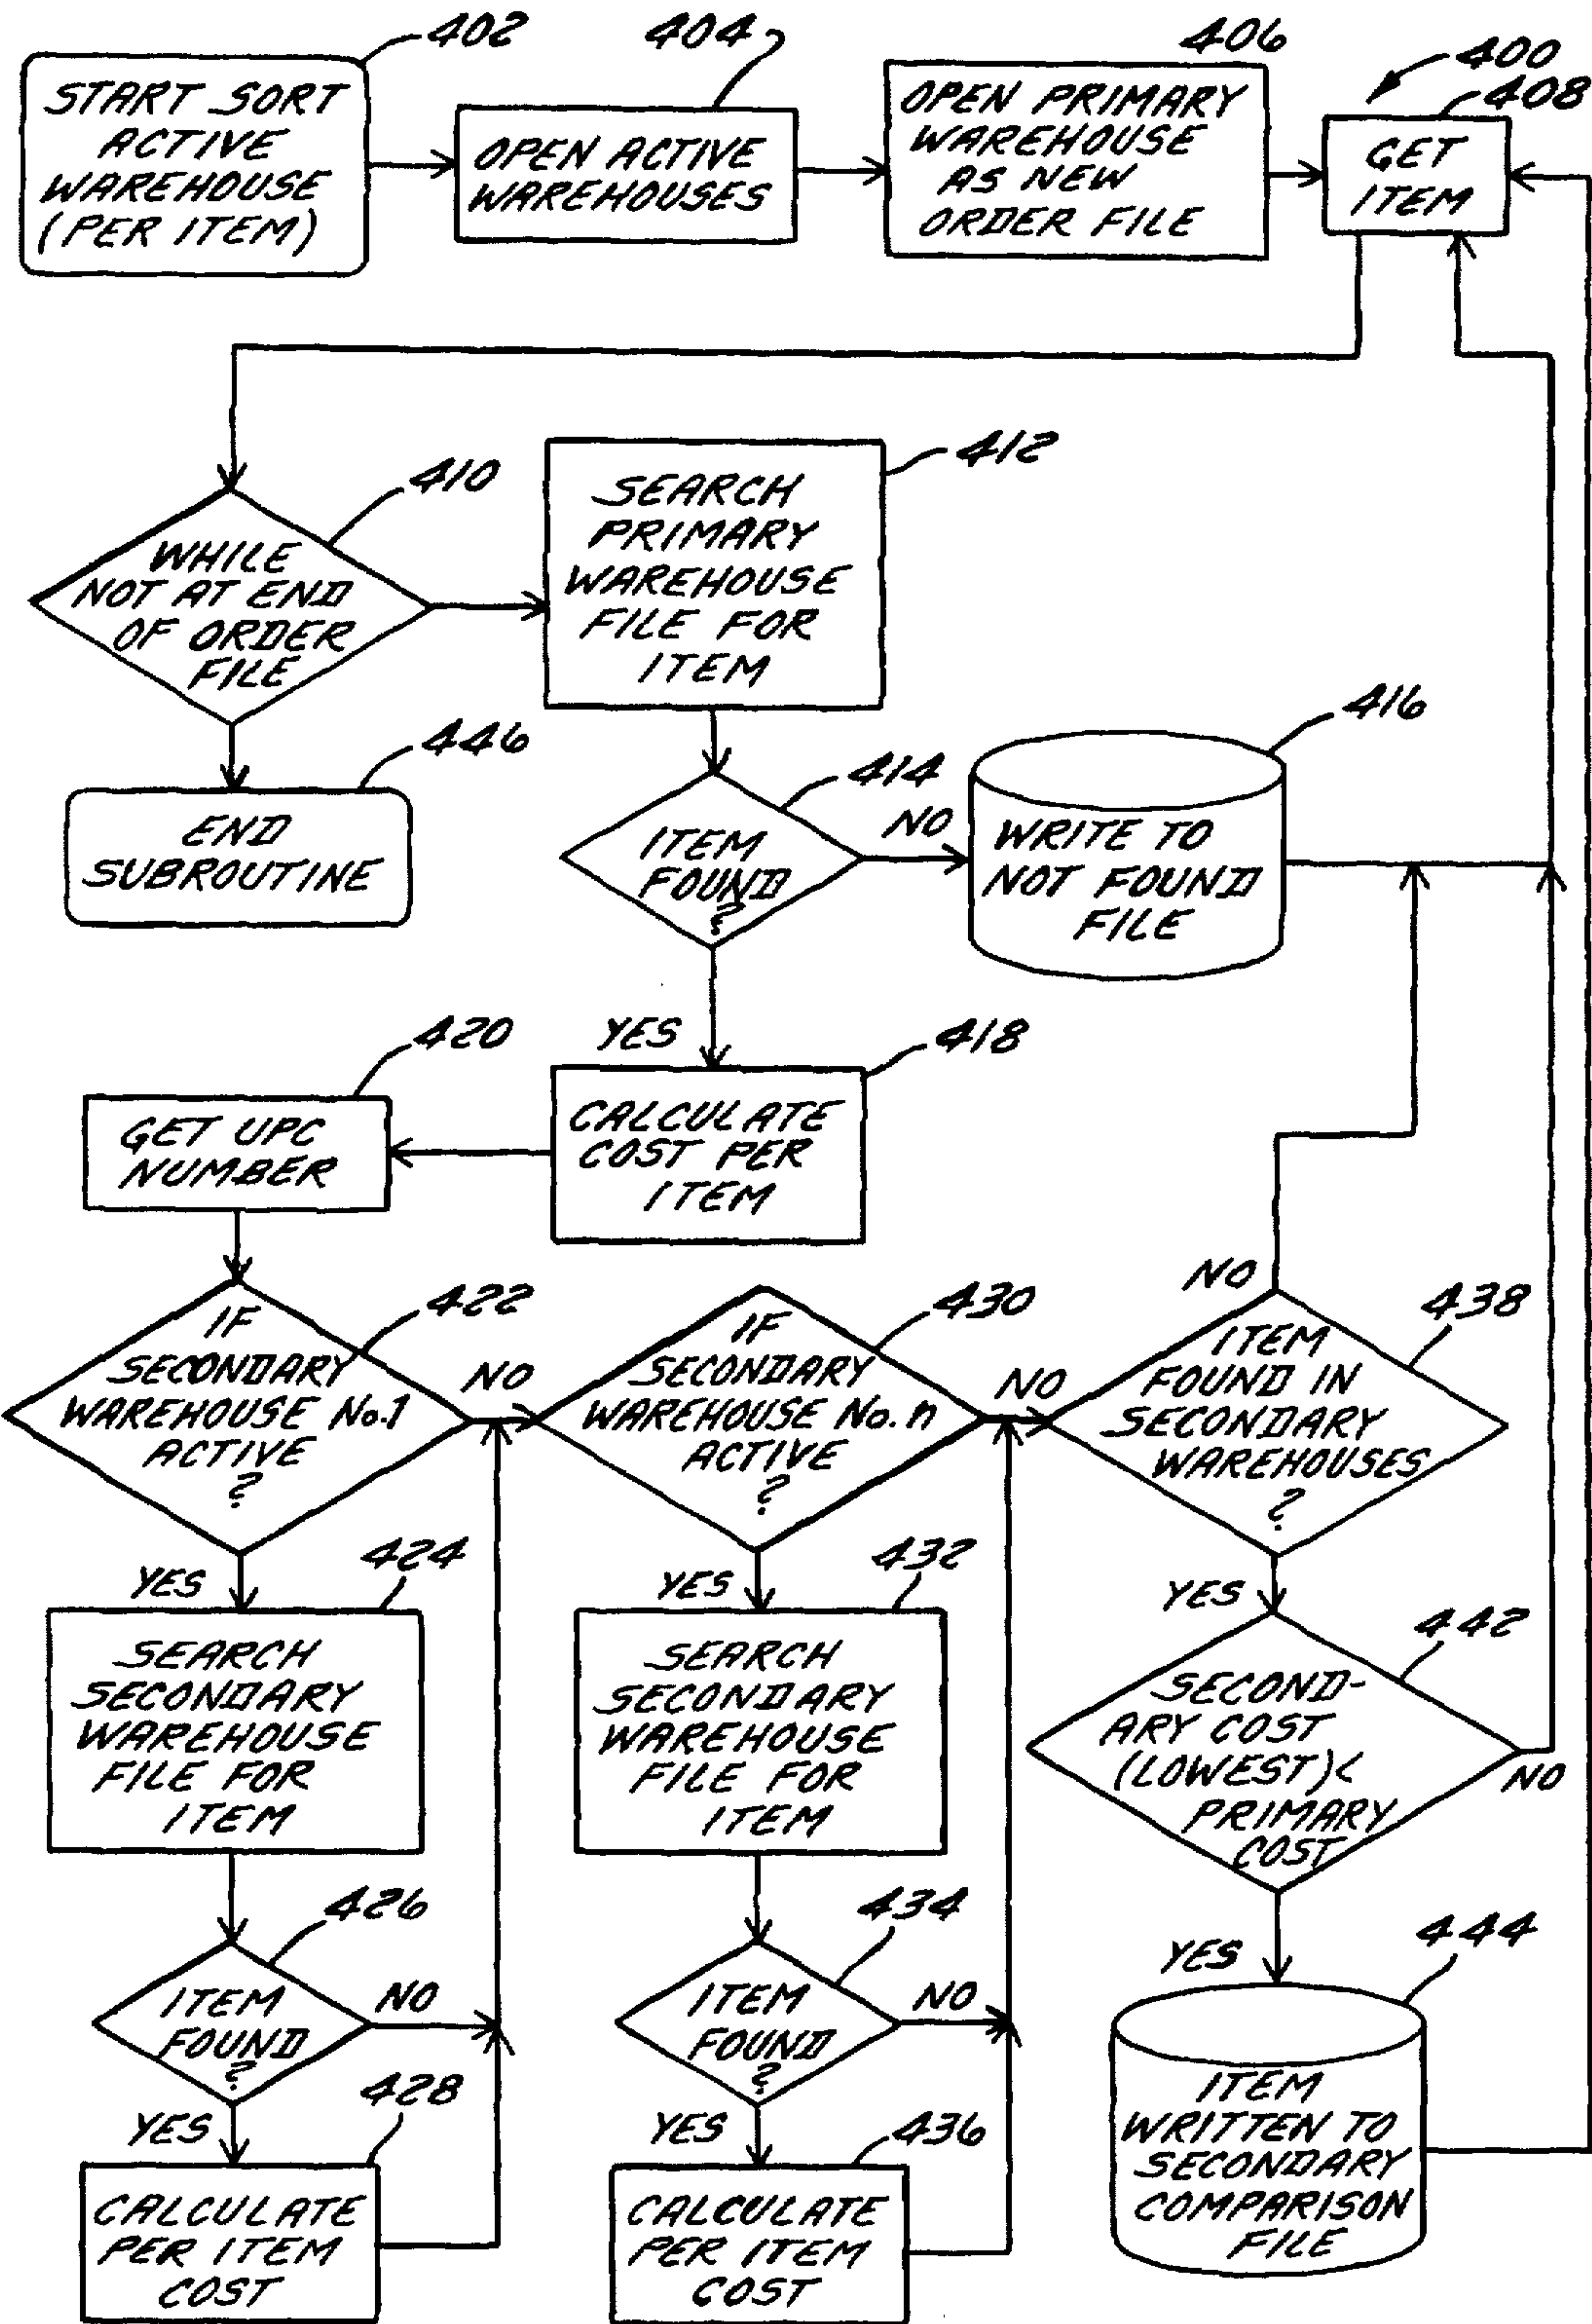 402
START SORT
ACTIVE
WAREHOUSE
(PER ITEM)
404
OPEN ACTIVE
WAREHOUSES
406
OPEN PRIMARY
WAREHOUSE
AS NEW
ORDER FILE
400
408
GET
ITEM
410
WHILE
NOT AT END
OF ORDER
FILE
412
SEARCH
PRIMARY
WAREHOUSE
FILE FOR
ITEM
446
END
SUBROUTINE
414
ITEM
FOUND
?
NO
416
WRITE TO
NOT FOUND
FILE
YES
418
CALCULATE
COST PER
ITEM
420
GET UPC
NUMBER
422
IF
SECONDARY
WAREHOUSE No.1
ACTIVE
?
NO
430
IF
SECONDARY
WAREHOUSE No. n
ACTIVE
?
NO
438
NO
ITEM
FOUND IN
SECONDARY
WAREHOUSES
?
YES
424
SEARCH
SECONDARY
WAREHOUSE
FILE FOR
ITEM
YES
432
SEARCH
SECONDARY
WAREHOUSE
FILE FOR
ITEM
YES
442
SECOND-
ARY COST
(LOWEST)<
PRIMARY
COST
NO
426
ITEM
FOUND
?
NO
434
ITEM
FOUND
?
NO
YES
444
ITEM
WRITTEN TO
SECONDARY
COMPARISON
FILE
YES
428
CALCULATE
PER ITEM
COST
YES
436
CALCULATE
PER ITEM
COST